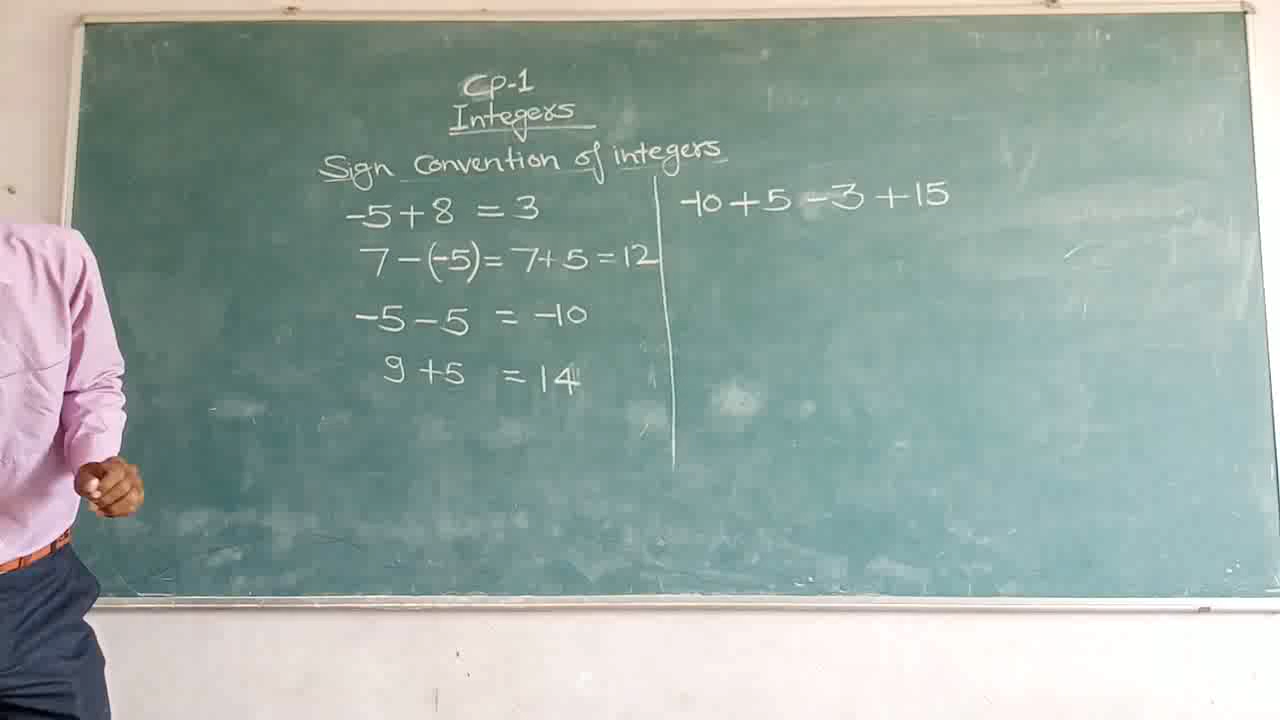 Cp-1
Integers
Sign Convention of integers
-5+8 = 3
7-(-5)= 7+5 = 12
-5-5 = -10
9 +5 = 14
-10+5-3+15